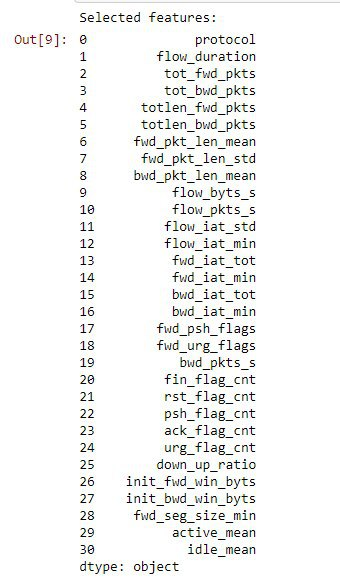 Selected features:
Out[9]: 0 protocol
1 flow_duration
2 tot_fwd_pkts
3 tot_bwd_pkts
4 totlen_fwd_pkts
5 totlen_bwd_pkts
6 fwd_pkt_len_mean
7 fwd_pkt_len_std
8 bwd_pkt_len_mean
9 flow_byts_s
10 flow_pkts_s
11 flow_iat_std
12 flow_iat_min
13 fwd_iat_tot
14 fwd_iat_min
15 bwd_iat_tot
16 bwd_iat_min
17 fwd_psh_flags
18 fwd_urg_flags
19 bwd_pkts_s
20 fin_flag_cnt
21 rst_flag_cnt
22 psh_flag_cnt
23 ack_flag_cnt
24 urg_flag_cnt
25 down_up_ratio
26 init_fwd_win_byts
27 init_bwd_win_byts
28 fwd_seg_size_min
29 active_mean
30 idle_mean
dtype: object